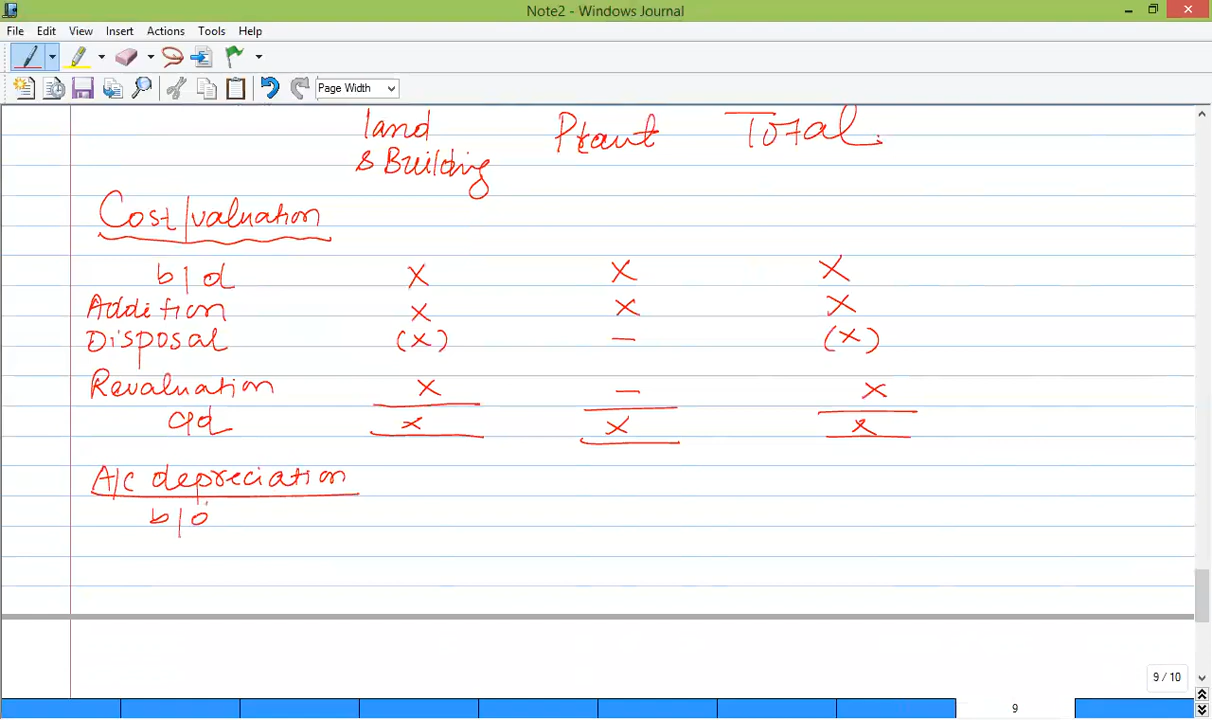 Note2 - Windows Journal
File Edit View Insert Actions Tools Help
Page Width
land Plant Total
& Building
Cost/valuation
b/d X X X
Addition X X X
Disposal (X) - (X)
Revaluation X - X
c/d X X X
A/C depreciation
b/d
9 / 10
9